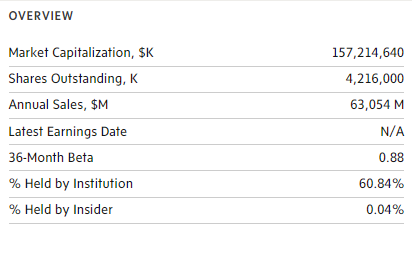 OVERVIEW
Market Capitalization, $K 157,214,640
Shares Outstanding, K 4,216,000
Annual Sales, $M 63,054 M
Latest Earnings Date N/A
36-Month Beta 0.88
% Held by Institution 60.84%
% Held by Insider 0.04%